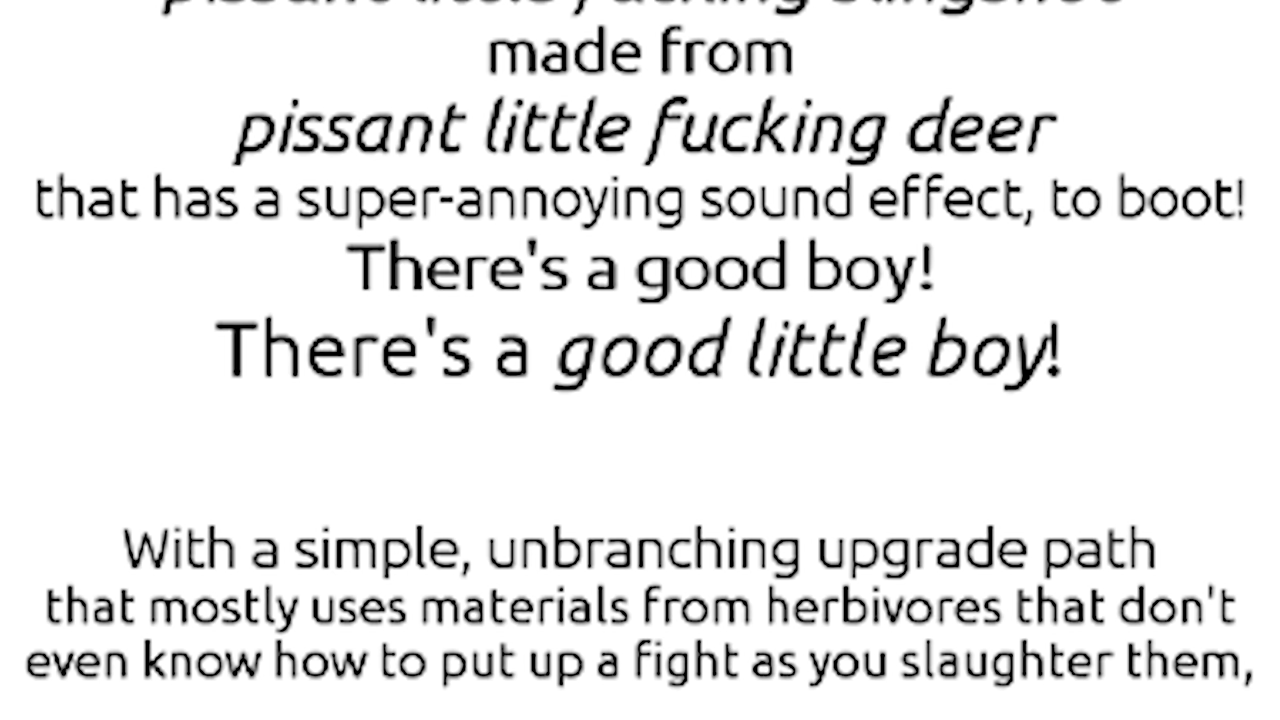 made from
pissant little fucking deer
that has a super-annoying sound effect, to boot!
There's a good boy!
There's a good little boy!
With a simple, unbranching upgrade path
that mostly uses materials from herbivores that don't
even know how to put up a fight as you slaughter them,